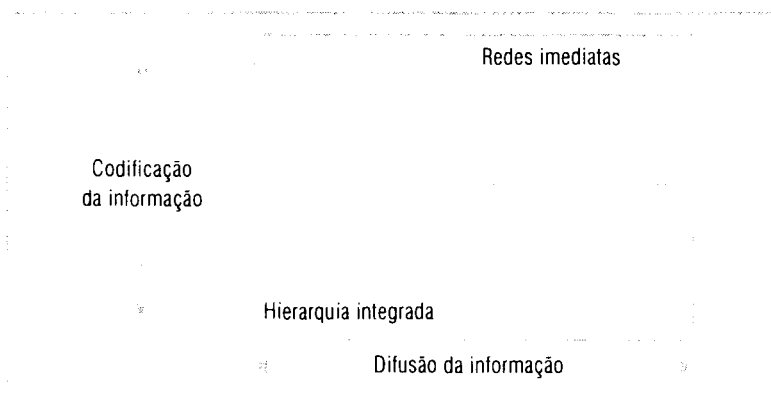 Redes imediatas
Codificação
da informação
Hierarquia integrada
Difusão da informação